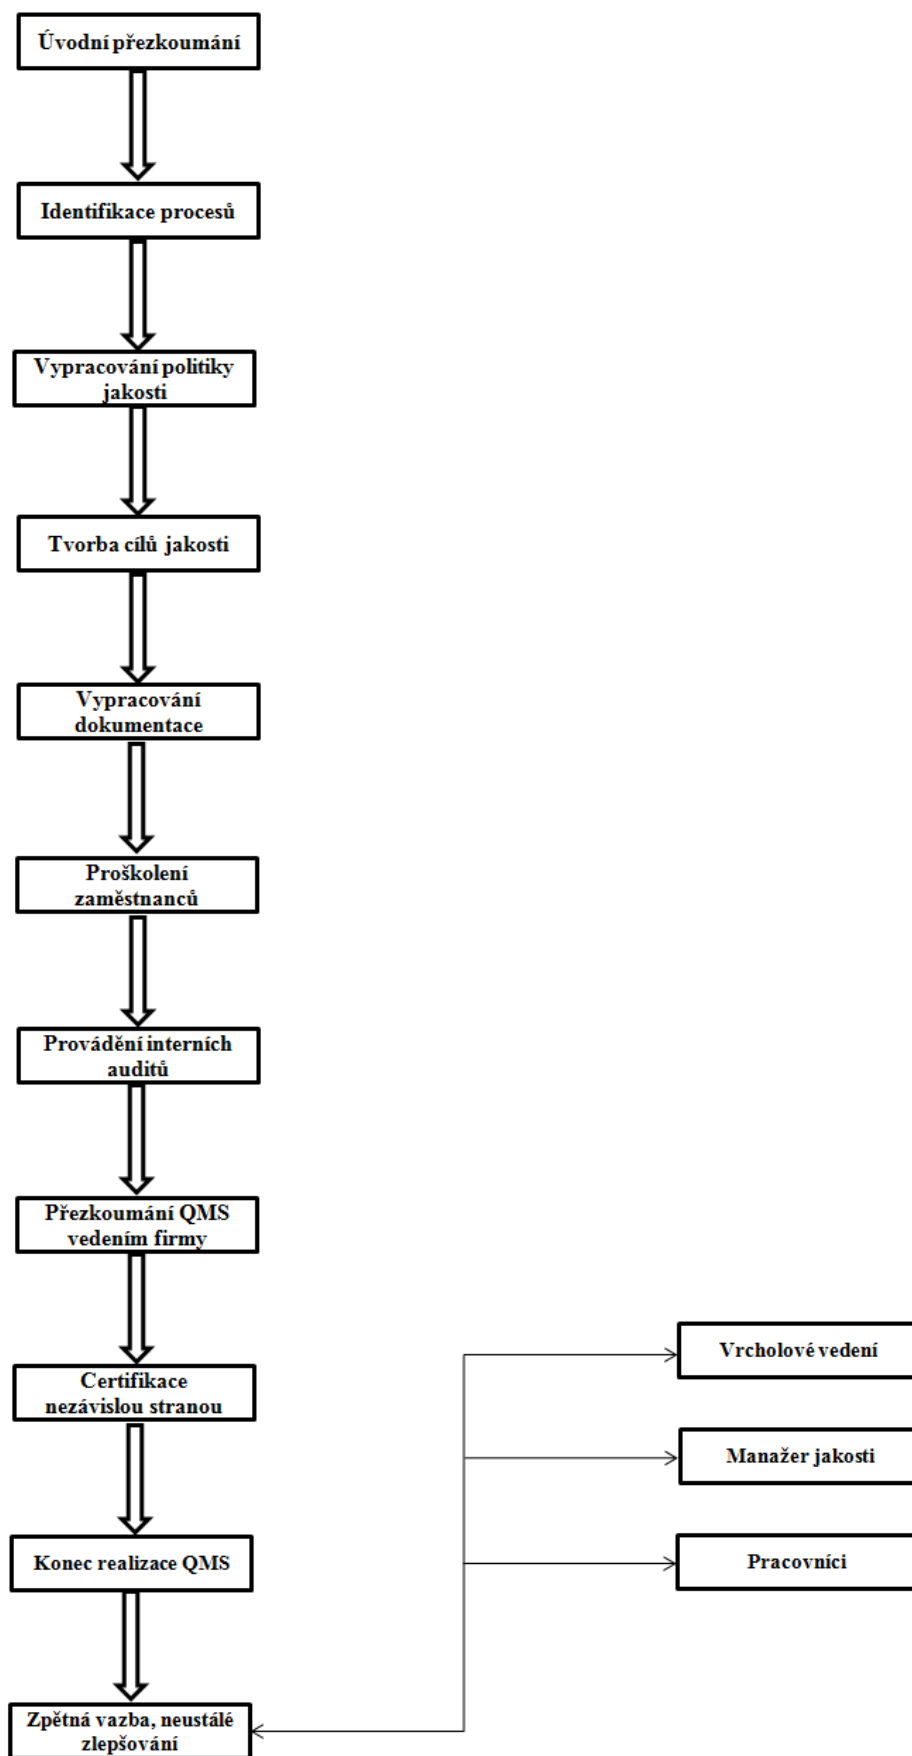 Úvodní přezkoumání
Identifikace procesů
Vypracování politiky
jakosti
Tvorba cílů jakosti
Vypracování
dokumentace
Proškolení
zaměstnanců
Provádění interních
auditů
Přezkoumání QMS
vedením firmy
Certifikace
nezávislou stranou
Konec realizace QMS
Zpětná vazba, neustálé
zlepšování
Vrcholové vedení
Manažer jakosti
Pracovníci